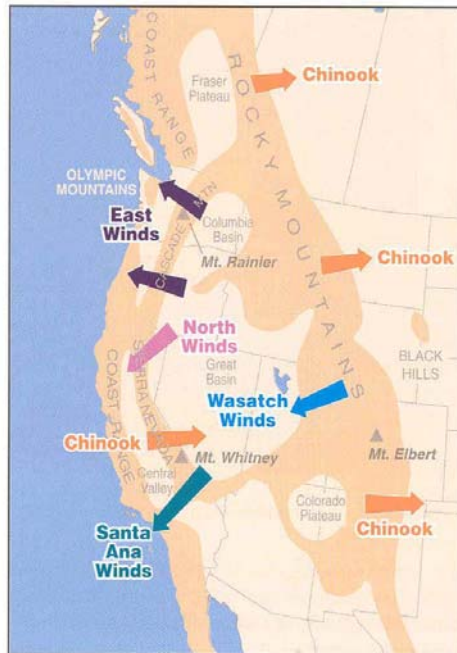 COAST RANGE
Fraser
Plateau
ROCKY MOUNTAINS
Chinook
OLYMPIC
MOUNTAINS
East
Winds
CASCADE MTN
Columbia
Basin
Mt. Rainier
Chinook
North
Winds
Great
Basin
SIERRA NEVADA
COAST RANGE
BLACK
HILLS
Wasatch
Winds
Chinook
Mt. Whitney
Mt. Elbert
Central
Valley
Colorado
Plateau
Chinook
Santa
Ana
Winds